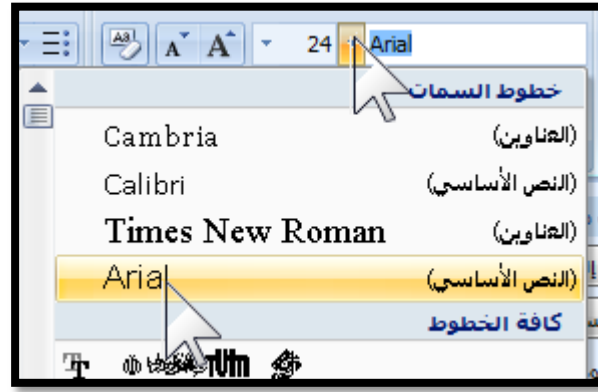 Arial 24
خطوط السمات
Cambria (العناوين)
Calibri (النص الأساسي)
Times New Roman (العناوين)
Arial (النص الأساسي)
كافة الخطوط